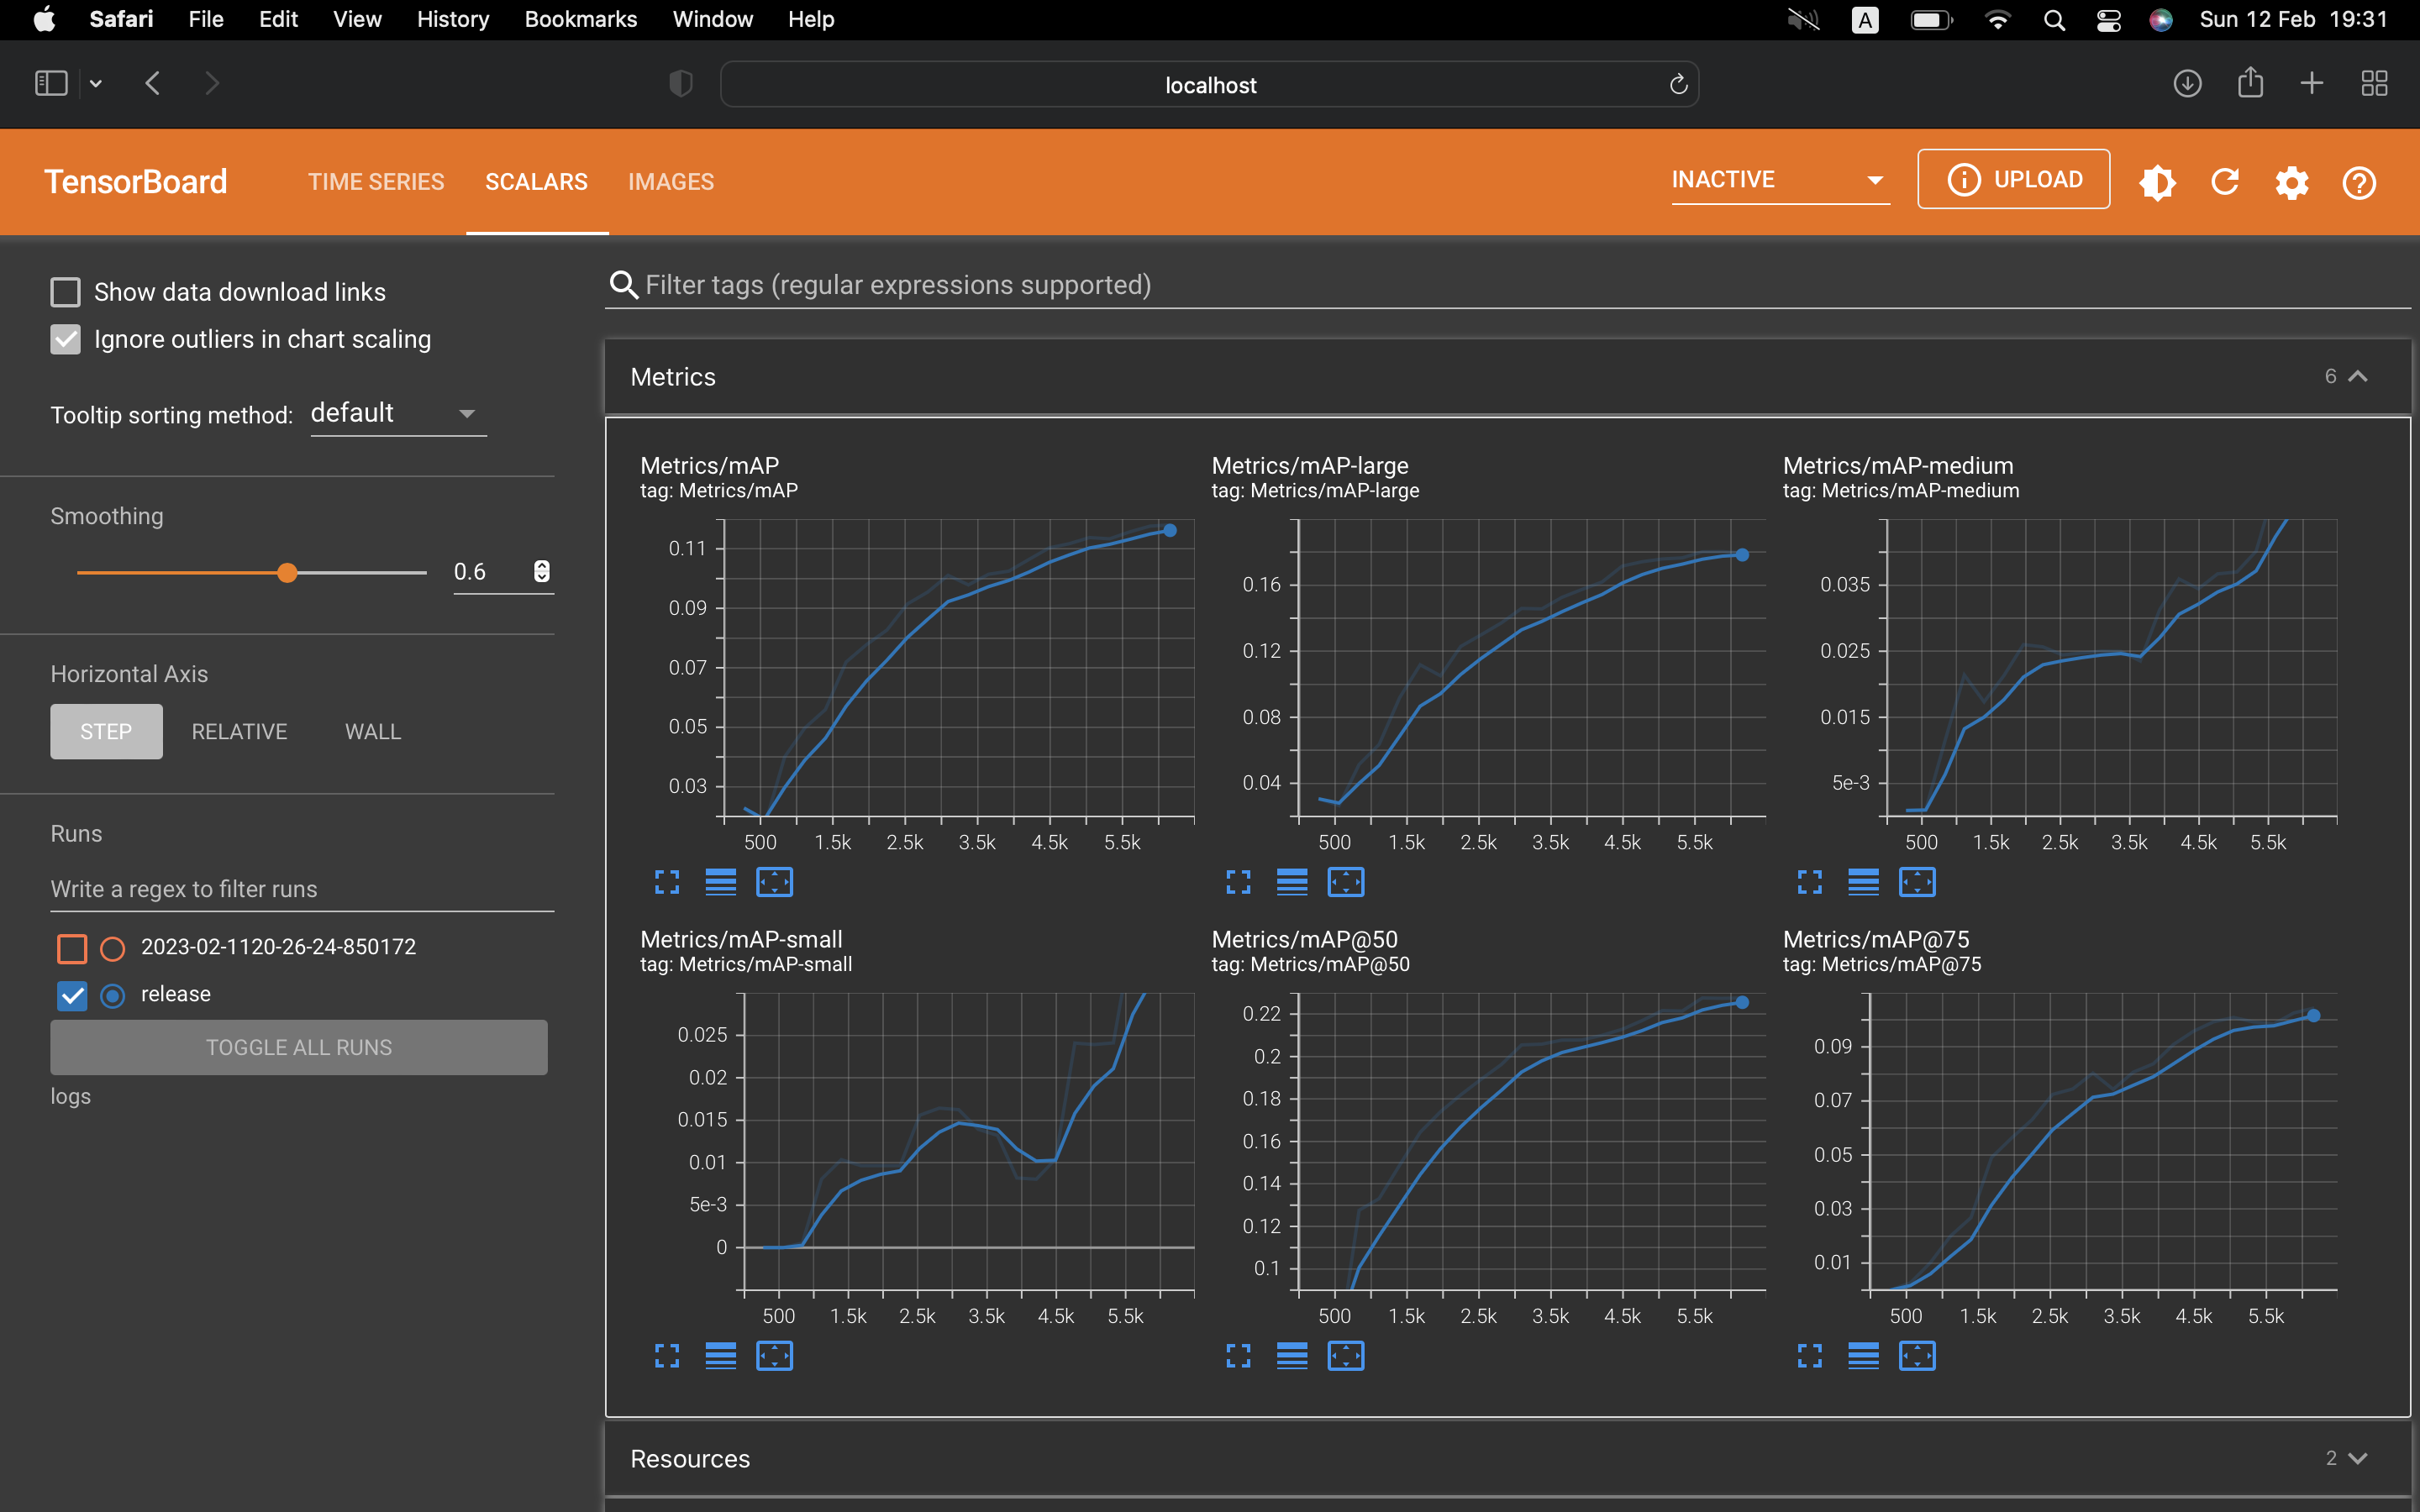 Safari File Edit View History Bookmarks Window Help A Sun 12 Feb 19:31
localhost
TensorBoard TIME SERIES SCALARS IMAGES INACTIVE UPLOAD
Show data download links
Ignore outliers in chart scaling
Tooltip sorting method: default
Smoothing
0.6
Horizontal Axis
STEP RELATIVE WALL
Runs
Write a regex to filter runs
2023-02-1120-26-24-850172
release
TOGGLE ALL RUNS
logs
Filter tags (regular expressions supported)
Metrics 6
Metrics/mAP
tag: Metrics/mAP
0.11
0.09
0.07
0.05
0.03
500 1.5k 2.5k 3.5k 4.5k 5.5k
Metrics/mAP-large
tag: Metrics/mAP-large
0.16
0.12
0.08
0.04
500 1.5k 2.5k 3.5k 4.5k 5.5k
Metrics/mAP-medium
tag: Metrics/mAP-medium
0.035
0.025
0.015
5e-3
500 1.5k 2.5k 3.5k 4.5k 5.5k
Metrics/mAP-small
tag: Metrics/mAP-small
0.025
0.02
0.015
0.01
5e-3
0
500 1.5k 2.5k 3.5k 4.5k 5.5k
Metrics/mAP@50
tag: Metrics/mAP@50
0.22
0.2
0.18
0.16
0.14
0.12
0.1
500 1.5k 2.5k 3.5k 4.5k 5.5k
Metrics/mAP@75
tag: Metrics/mAP@75
0.09
0.07
0.05
0.03
0.01
500 1.5k 2.5k 3.5k 4.5k 5.5k
Resources 2